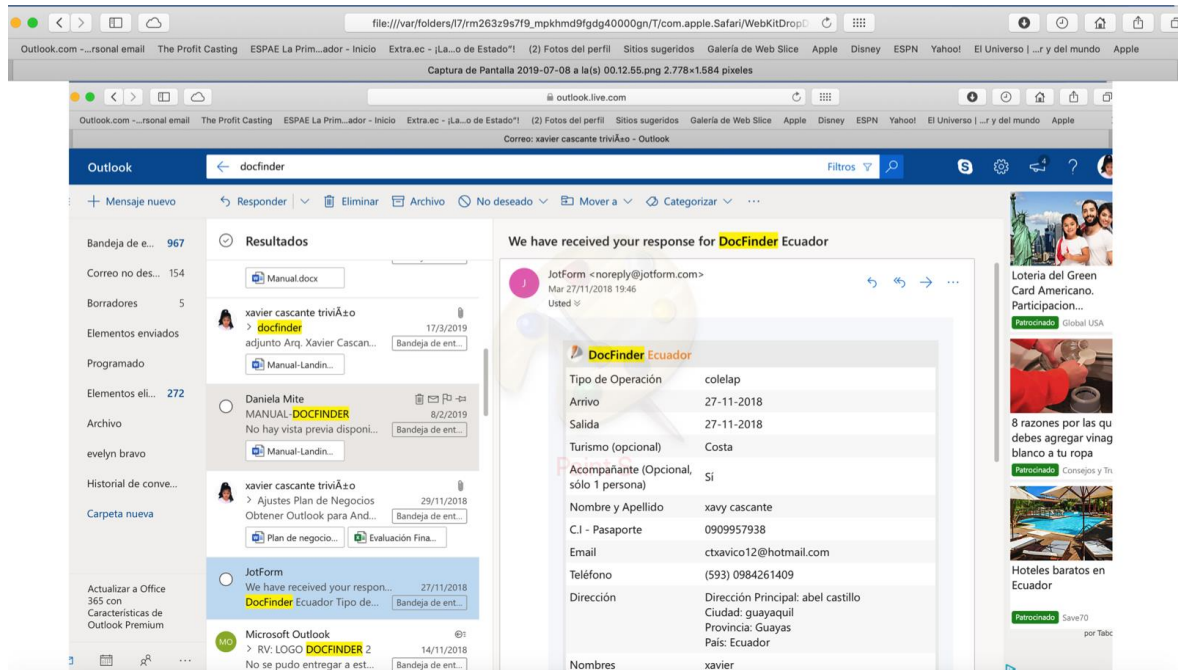 file:///var/folders/l7/rm263z9s7f9_mpkhmd9fgdg40000gn/T/com.apple.Safari/WebKitDropD
Outlook.com -...rsonal email The Profit Casting ESPAE La Prim...ador - Inicio Extra.ec - ¡La...o de Estado"! (2) Fotos del perfil Sitios sugeridos Galería de Web Slice Apple Disney ESPN Yahoo! El Universo | ...r y del mundo Apple
Captura de Pantalla 2019-07-08 a la(s) 00.12.55.png 2.778×1.584 pixeles
outlook.live.com
Outlook.com -...rsonal email The Profit Casting ESPAE La Prim...ador - Inicio Extra.ec - ¡La...o de Estado"! (2) Fotos del perfil Sitios sugeridos Galería de Web Slice Apple Disney ESPN Yahoo! El Universo | ...r y del mundo Apple
Correo: xavier cascante triviÃ±o - Outlook
Outlook
docfinder
Filtros
4
Mensaje nuevo
Responder
Eliminar
Archivo
No deseado
Mover a
Categorizar
Bandeja de e... 967
Correo no des... 154
Borradores 5
Elementos enviados
Programado
Elementos eli... 272
Archivo
evelyn bravo
Historial de conve...
Carpeta nueva
Actualizar a Office
365 con
Características de
Outlook Premium
Resultados
Manual.docx
xavier cascante triviÃ±o
> docfinder 17/3/2019
adjunto Arq. Xavier Cascan... Bandeja de ent...
Manual-Landin...
Daniela Mite
MANUAL-DOCFINDER 8/2/2019
No hay vista previa disponi... Bandeja de ent...
Manual-Landin...
xavier cascante triviÃ±o
> Ajustes Plan de Negocios 29/11/2018
Obtener Outlook para And... Bandeja de ent...
Plan de negocio... Evaluación Fina...
JotForm
We have received your respon... 27/11/2018
DocFinder Ecuador Tipo de... Bandeja de ent...
MO
Microsoft Outlook
> RV: LOGO DOCFINDER 2 14/11/2018
No se pudo entregar a est... Bandeja de ent...
We have received your response for DocFinder Ecuador
J
JotForm <noreply@jotform.com>
Mar 27/11/2018 19:46
Usted
DocFinder Ecuador
Tipo de Operación colelap
Arrivo 27-11-2018
Salida 27-11-2018
Turismo (opcional) Costa
Acompañante (Opcional,
sólo 1 persona) Sí
Nombre y Apellido xavy cascante
C.I - Pasaporte 0909957938
Email ctxavico12@hotmail.com
Teléfono (593) 0984261409
Dirección Dirección Principal: abel castillo
Ciudad: guayaquil
Provincia: Guayas
País: Ecuador
Nombres xavier
Loteria del Green
Card Americano.
Participacion...
Patrocinado Global USA
8 razones por las qu
debes agregar vinag
blanco a tu ropa
Patrocinado Consejos y Tru
Hoteles baratos en
Ecuador
Patrocinado Save70
por Tabo